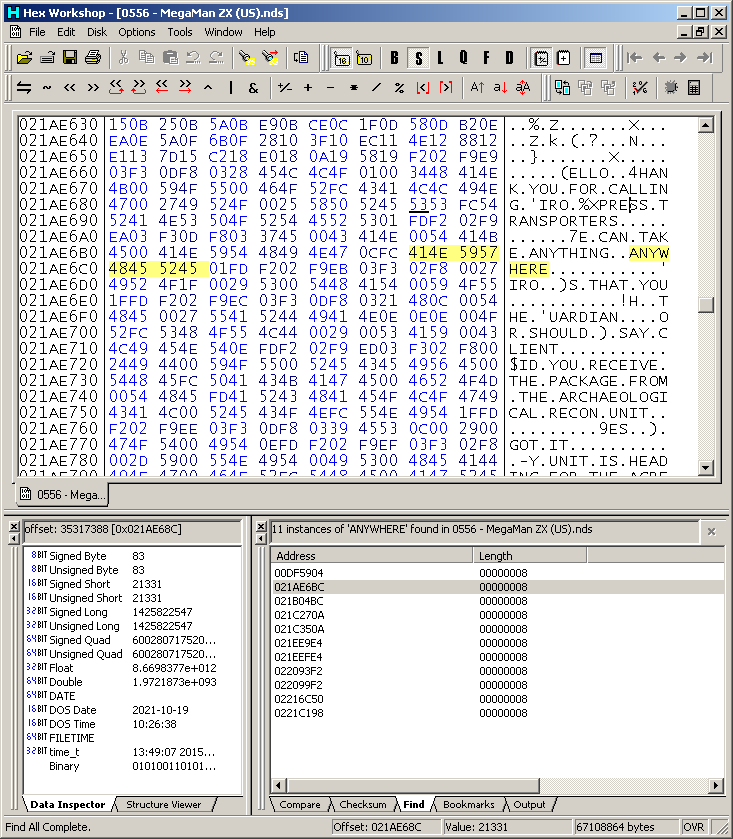 Hex Workshop - [0556 - MegaMan ZX (US).nds]
File Edit Disk Options Tools Window Help
B S L Q F D
021AE630 150B 250B 5A0B E90B CE0C 1F0D 580D B20E ..%.Z.......X...
021AE640 EA0E 5A0F 6B0F 2810 3F10 EC11 4E12 8812 ..Z.k.(.?...N...
021AE650 E113 7D15 C218 E018 0A19 5819 F202 F9E9 ..}.......X.....
021AE660 03F3 0DF8 0328 454C 4C4F 0100 3448 414E .....(ELLO..4HAN
021AE670 4B00 594F 5500 464F 52FC 4341 4C4C 494E K.YOU.FOR.CALLIN
021AE680 4700 2749 524F 0025 5850 5245 5353 FC54 G.'IRO.%XPRESS.T
021AE690 5241 4E53 504F 5254 4552 5301 FDF2 02F9 RANSPORTERS.....
021AE6A0 EA03 F30D F803 3745 0043 414E 0054 414B ......7E.CAN.TAK
021AE6B0 4500 414E 5954 4849 4E47 0CFC 414E 5957 E.ANYTHING..ANYW
021AE6C0 4845 5245 01FD F202 F9EB 03F3 02F8 0027 HERE...........'
021AE6D0 4952 4F1F 0029 5300 5448 4154 0059 4F55 IRO..)S.THAT.YOU
021AE6E0 1FFD F202 F9EC 03F3 0DF8 0321 480C 0054 ...........!H..T
021AE6F0 4845 0027 5541 5244 4941 4E0E 0E0E 004F HE.'UARDIAN....O
021AE700 52FC 5348 4F55 4C44 0029 0053 4159 0043 R.SHOULD.).SAY.C
021AE710 4C49 454E 540E FDF2 02F9 ED03 F302 F800 LIENT...........
021AE720 2449 4400 594F 5500 5245 4345 4956 4500 $ID.YOU.RECEIVE.
021AE730 5448 45FC 5041 434B 4147 4500 4652 4F4D THE.PACKAGE.FROM
021AE740 0054 4845 FD41 5243 4841 454F 4C4F 4749 .THE.ARCHAEOLOGI
021AE750 4341 4C00 5245 434F 4EFC 554E 4954 1FFD CAL.RECON.UNIT..
021AE760 F202 F9EE 03F3 0DF8 0339 4553 0C00 2900 .........9ES..).
021AE770 474F 5400 4954 0EFD F202 F9EF 03F3 02F8 GOT.IT..........
021AE780 002D 5900 554E 4954 0049 5300 4845 4144 .-Y.UNIT.IS.HEAD
0556 - Mega...
offset: 35317388 [0x021AE68C]
8BIT Signed Byte 83
8BIT Unsigned Byte 83
16BIT Signed Short 21331
16BIT Unsigned Short 21331
32BIT Signed Long 1425822547
32BIT Unsigned Long 1425822547
64BIT Signed Quad 600280717520...
64BIT Unsigned Quad 600280717520...
32BIT Float 8.6698377e+012
64BIT Double 1.9721873e+093
64BIT DATE
16BIT DOS Date 2021-10-19
16BIT DOS Time 10:26:38
64BIT FILETIME
32BIT time_t 13:49:07 2015...
Binary 010100110101...
Data Inspector Structure Viewer
11 instances of 'ANYWHERE' found in 0556 - MegaMan ZX (US).nds
Address Length
00DF5904 00000008
021AE6BC 00000008
021B04BC 00000008
021C270A 00000008
021C350A 00000008
021EE9E4 00000008
021EEFE4 00000008
022093F2 00000008
022099F2 00000008
02216C50 00000008
0221C198 00000008
Compare Checksum Find Bookmarks Output
Find All Complete. Offset: 021AE68C Value: 21331 67108864 bytes OVR